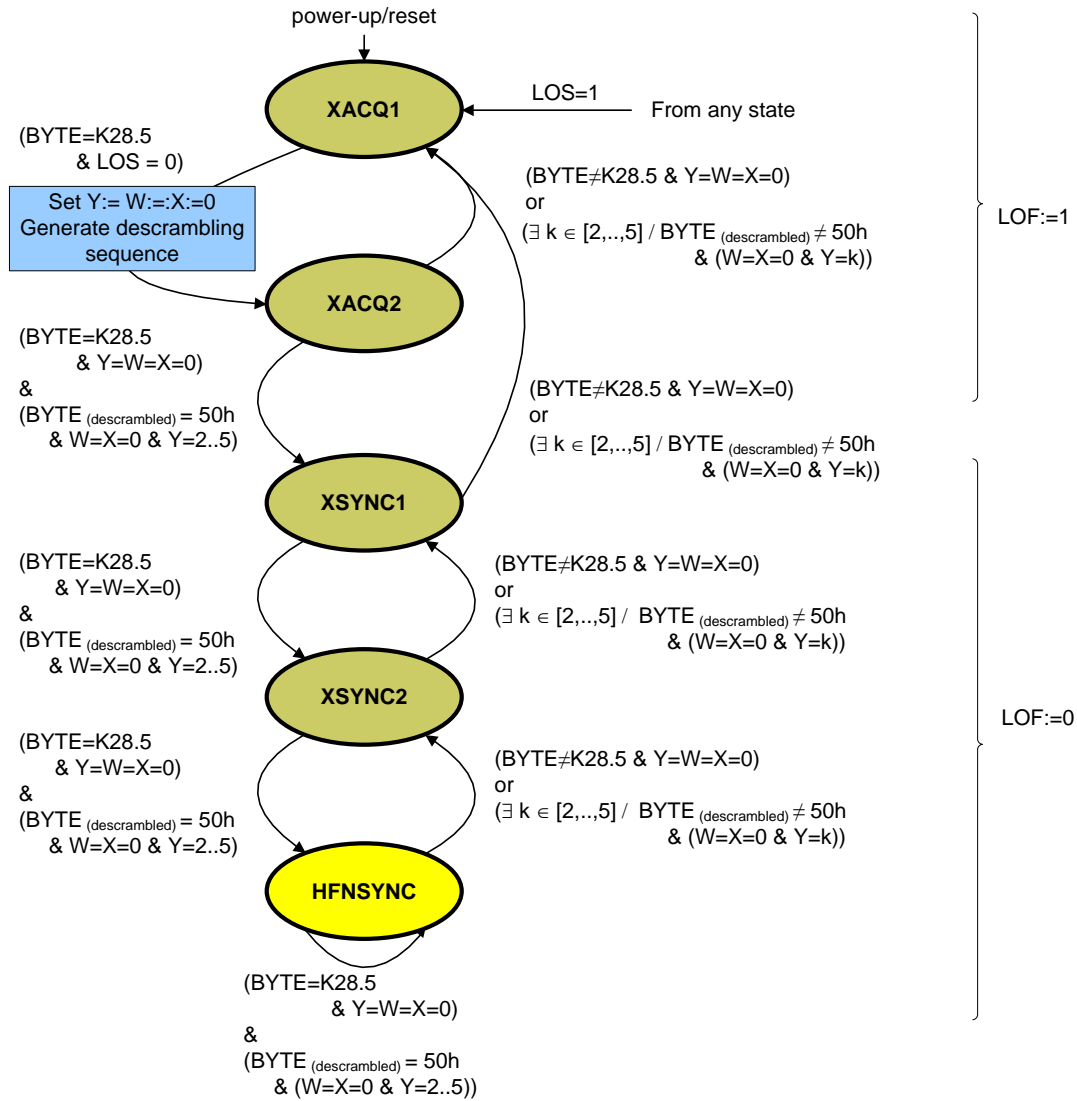 power-up/reset
XACQ1
LOS=1
From any state
(BYTE=K28.5
& LOS = 0)
Set Y:= W:=:X:=0
Generate descrambling
sequence
(BYTE≠K28.5 & Y=W=X=0)
or
(∃ k ∈ [2,..,5] / BYTE (descrambled) ≠ 50h
& (W=X=0 & Y=k))
LOF:=1
XACQ2
(BYTE=K28.5
& Y=W=X=0)
&
(BYTE (descrambled) = 50h
& W=X=0 & Y=2..5)
(BYTE≠K28.5 & Y=W=X=0)
or
(∃ k ∈ [2,..,5] / BYTE (descrambled) ≠ 50h
& (W=X=0 & Y=k))
XSYNC1
(BYTE=K28.5
& Y=W=X=0)
&
(BYTE (descrambled) = 50h
& W=X=0 & Y=2..5)
(BYTE≠K28.5 & Y=W=X=0)
or
(∃ k ∈ [2,..,5] / BYTE (descrambled) ≠ 50h
& (W=X=0 & Y=k))
XSYNC2
LOF:=0
(BYTE=K28.5
& Y=W=X=0)
&
(BYTE (descrambled) = 50h
& W=X=0 & Y=2..5)
(BYTE≠K28.5 & Y=W=X=0)
or
(∃ k ∈ [2,..,5] / BYTE (descrambled) ≠ 50h
& (W=X=0 & Y=k))
HFNSYNC
(BYTE=K28.5
& Y=W=X=0)
&
(BYTE (descrambled) = 50h
& (W=X=0 & Y=2..5))